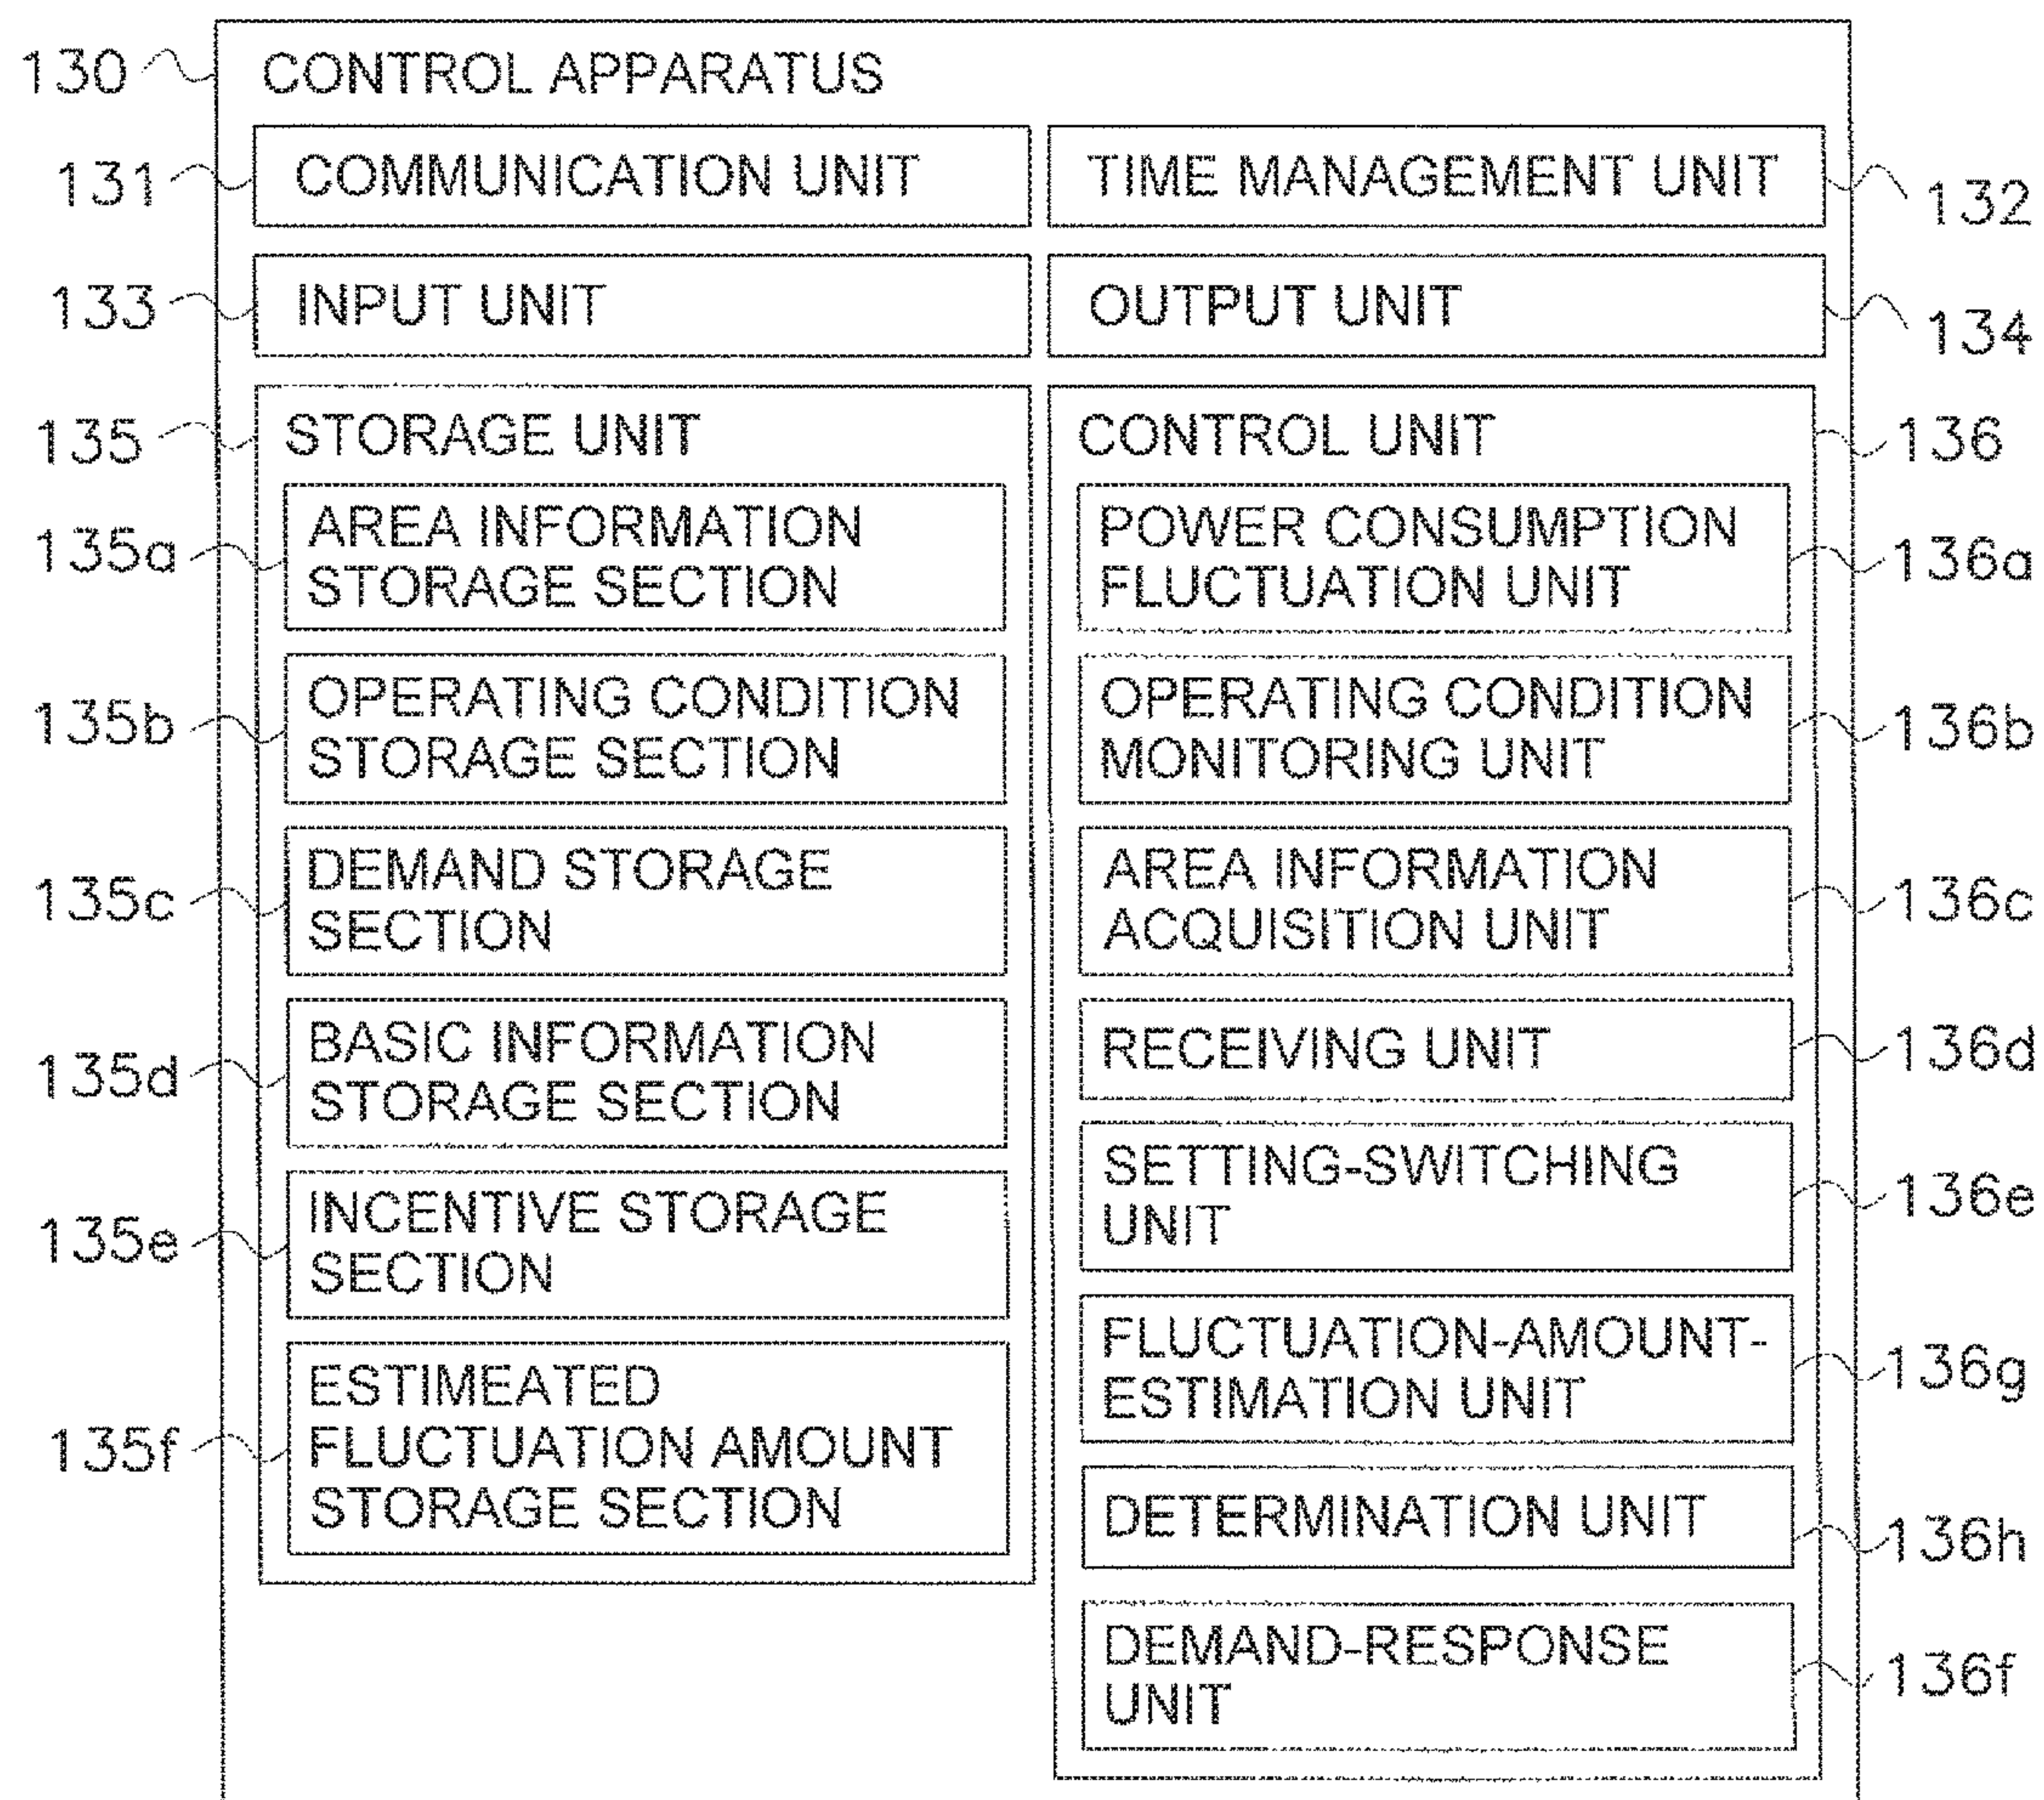 130 CONTROL APPARATUS
131 COMMUNICATION UNIT
TIME MANAGEMENT UNIT 132
133 INPUT UNIT
OUTPUT UNIT 134
135 STORAGE UNIT
135a AREA INFORMATION
STORAGE SECTION
135b OPERATING CONDITION
STORAGE SECTION
135c DEMAND STORAGE
SECTION
135d BASIC INFORMATION
STORAGE SECTION
135e INCENTIVE STORAGE
SECTION
135f ESTIMEATED
FLUCTUATION AMOUNT
STORAGE SECTION
CONTROL UNIT 136
POWER CONSUMPTION
FLUCTUATION UNIT 136a
OPERATING CONDITION
MONITORING UNIT 136b
AREA INFORMATION
ACQUISITION UNIT 136c
RECEIVING UNIT 136d
SETTING-SWITCHING
UNIT 136e
FLUCTUATION-AMOUNT-
ESTIMATION UNIT 136g
DETERMINATION UNIT 136h
DEMAND-RESPONSE
UNIT 136f